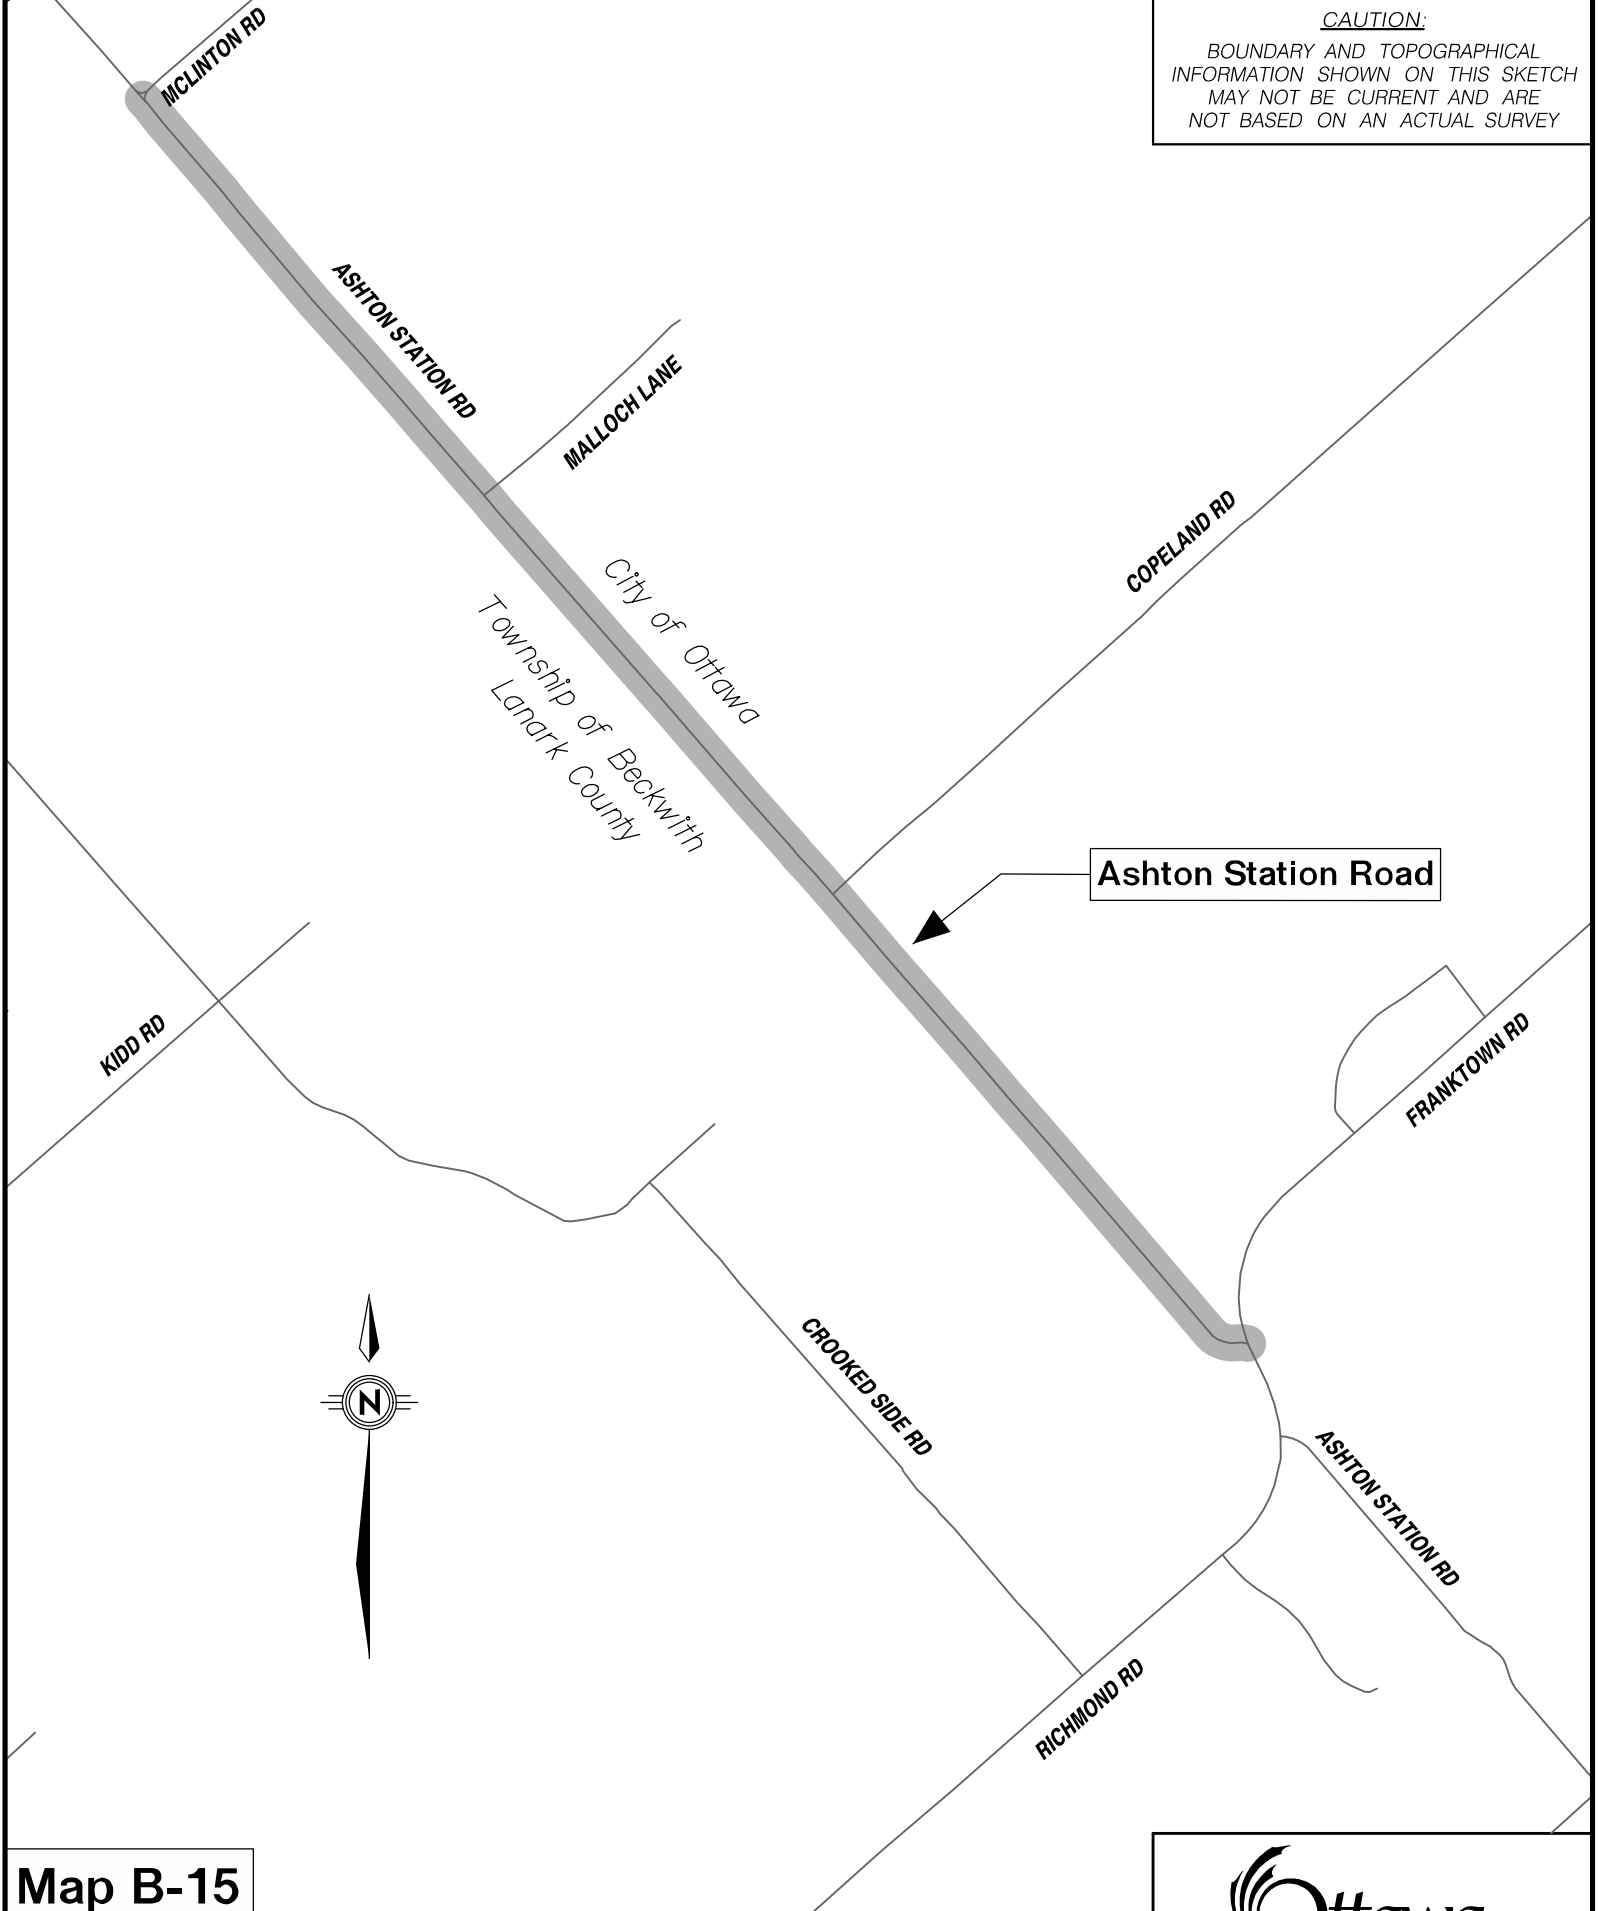 CAUTION:
BOUNDARY AND TOPOGRAPHICAL
INFORMATION SHOWN ON THIS SKETCH
MAY NOT BE CURRENT AND ARE
NOT BASED ON AN ACTUAL SURVEY
MCLINTON RD
ASHTON STATION RD
MALLOCH LANE
COPELAND RD
City of Ottawa
Township of Beckwith
Lanark County
Ashton Station Road
KIDD RD
FRANKTOWN RD
N
CROOKED SIDE RD
ASHTON STATION RD
RICHMOND RD
Map B-15
Ottawa